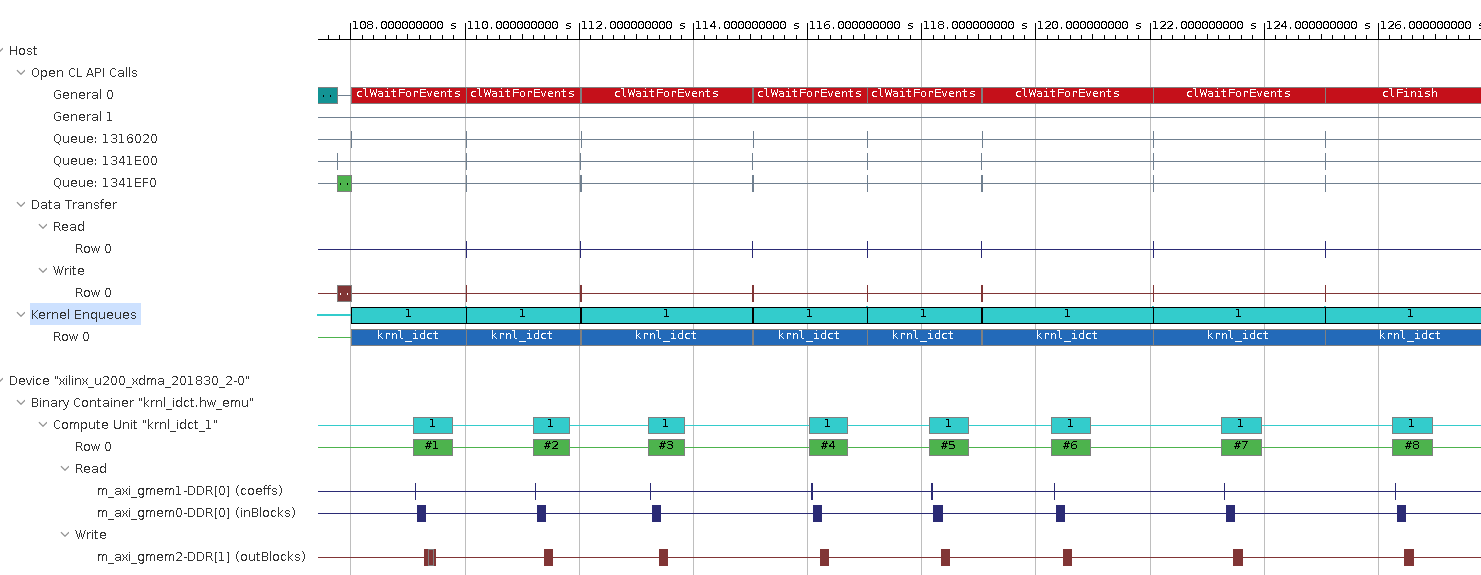 108.000000000 s 110.000000000 s 112.000000000 s 114.000000000 s 116.000000000 s 118.000000000 s 120.000000000 s 122.000000000 s 124.000000000 s 126.000000000 s
Host
Open CL API Calls
General 0 .. clWaitForEvents clWaitForEvents clWaitForEvents clWaitForEvents clWaitForEvents clWaitForEvents clWaitForEvents clFinish
General 1
Queue: 1316020
Queue: 1341E00
Queue: 1341EF0 ..
Data Transfer
Read
Row 0
Write
Row 0 ..
Kernel Enqueues 1 1 1 1 1 1 1 1
Row 0 krnl_idct krnl_idct krnl_idct krnl_idct krnl_idct krnl_idct krnl_idct krnl_idct
Device "xilinx_u200_xdma_201830_2-0"
Binary Container "krnl_idct.hw_emu"
Compute Unit "krnl_idct_1" 1 1 1 1 1 1 1 1
Row 0 #1 #2 #3 #4 #5 #6 #7 #8
Read
m_axi_gmem1-DDR[0] (coeffs)
m_axi_gmem0-DDR[0] (inBlocks)
Write
m_axi_gmem2-DDR[1] (outBlocks)